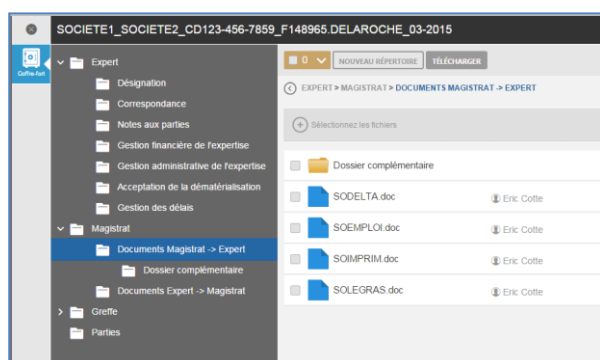 SOCIETE1_SOCIETE2_CD123-456-7859_F148965.DELAROCHE_03-2015
Coffre-fort
Expert
Désignation
Correspondance
Notes aux parties
Gestion financière de l'expertise
Gestion administrative de l'expertise
Acceptation de la dématérialisation
Gestion des délais
Magistrat
Documents Magistrat -> Expert
Dossier complémentaire
Documents Expert -> Magistrat
Greffe
Parties
0 NOUVEAU RÉPERTOIRE TÉLÉCHARGER
EXPERT > MAGISTRAT > DOCUMENTS MAGISTRAT -> EXPERT
Sélectionnez les fichiers
Dossier complémentaire
SODELTA.doc Eric Cotte
SOEMPLOI.doc Eric Cotte
SOIMPRIM.doc Eric Cotte
SOLEGRAS.doc Eric Cotte